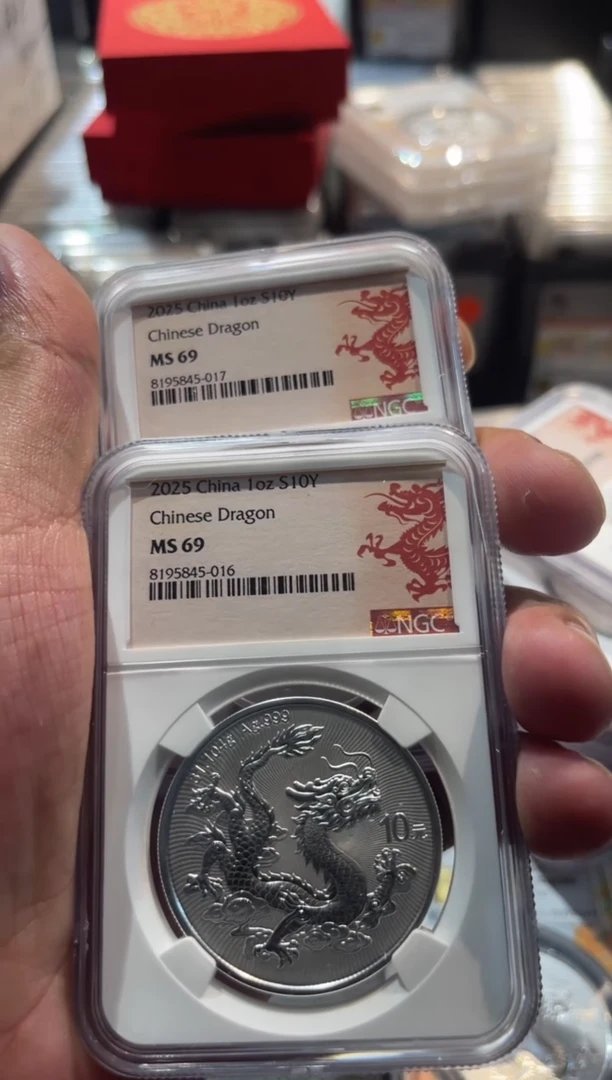 2025 China 1oz S10Y
Chinese Dragon
MS 69
8195845-017
NGC
2025 China 1oz S10Y
Chinese Dragon
MS 69
8195845-016
NGC
Ag.999
10元